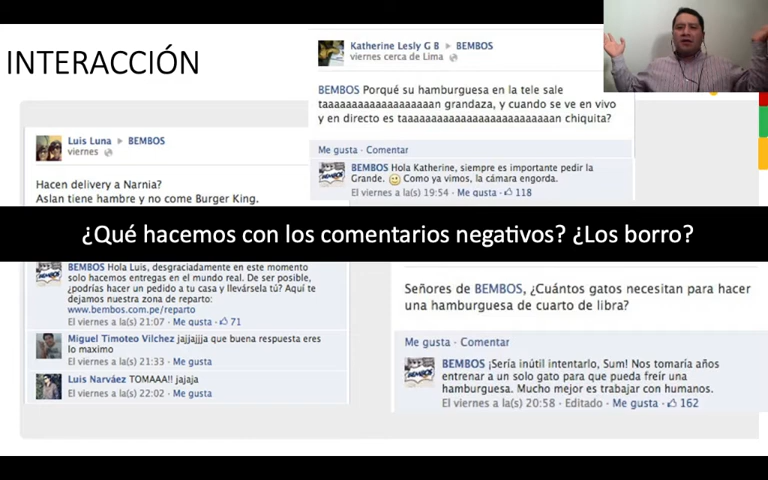 INTERACCIÓN
Katherine Lesly G B ▸ BEMBOS
viernes cerca de Lima
BEMBOS Porqué su hamburguesa en la tele sale
taaaaaaaaaaaaaaaaaaan grandaza, y cuando se ve en vivo
y en directo es taaaaaaaaaaaaaaaaaaaaaaaaaan chiquita?
Me gusta · Comentar
BEMBOS Hola Katherine, siempre es importante pedir la
Grande. Como ya vimos, la cámara engorda.
El viernes a la(s) 19:54 · Me gusta · 118
Luis Luna ▸ BEMBOS
viernes
Hacen delivery a Narnia?
Aslan tiene hambre y no come Burger King.
¿Qué hacemos con los comentarios negativos? ¿Los borro?
BEMBOS Hola Luis, desgraciadamente en este momento
solo hacemos entregas en el mundo real. De ser posible,
¿podrías hacer un pedido a tu casa y llevársela tú? Aquí te
dejamos nuestra zona de reparto:
www.bembos.com.pe/reparto
El viernes a la(s) 21:07 · Me gusta · 71
Miguel Timoteo Vilchez jajjajjja que buena respuesta eres
lo maximo
El viernes a la(s) 21:33 · Me gusta
Luis Narváez TOMAAA!! jajaja
El viernes a la(s) 22:02 · Me gusta
Señores de BEMBOS, ¿Cuántos gatos necesitan para hacer
una hamburguesa de cuarto de libra?
Me gusta · Comentar
BEMBOS ¡Sería inútil intentarlo, Sum! Nos tomaría años
entrenar a un solo gato para que pueda freír una
hamburguesa. Mucho mejor es trabajar con humanos.
El viernes a la(s) 20:58 · Editado · Me gusta · 162